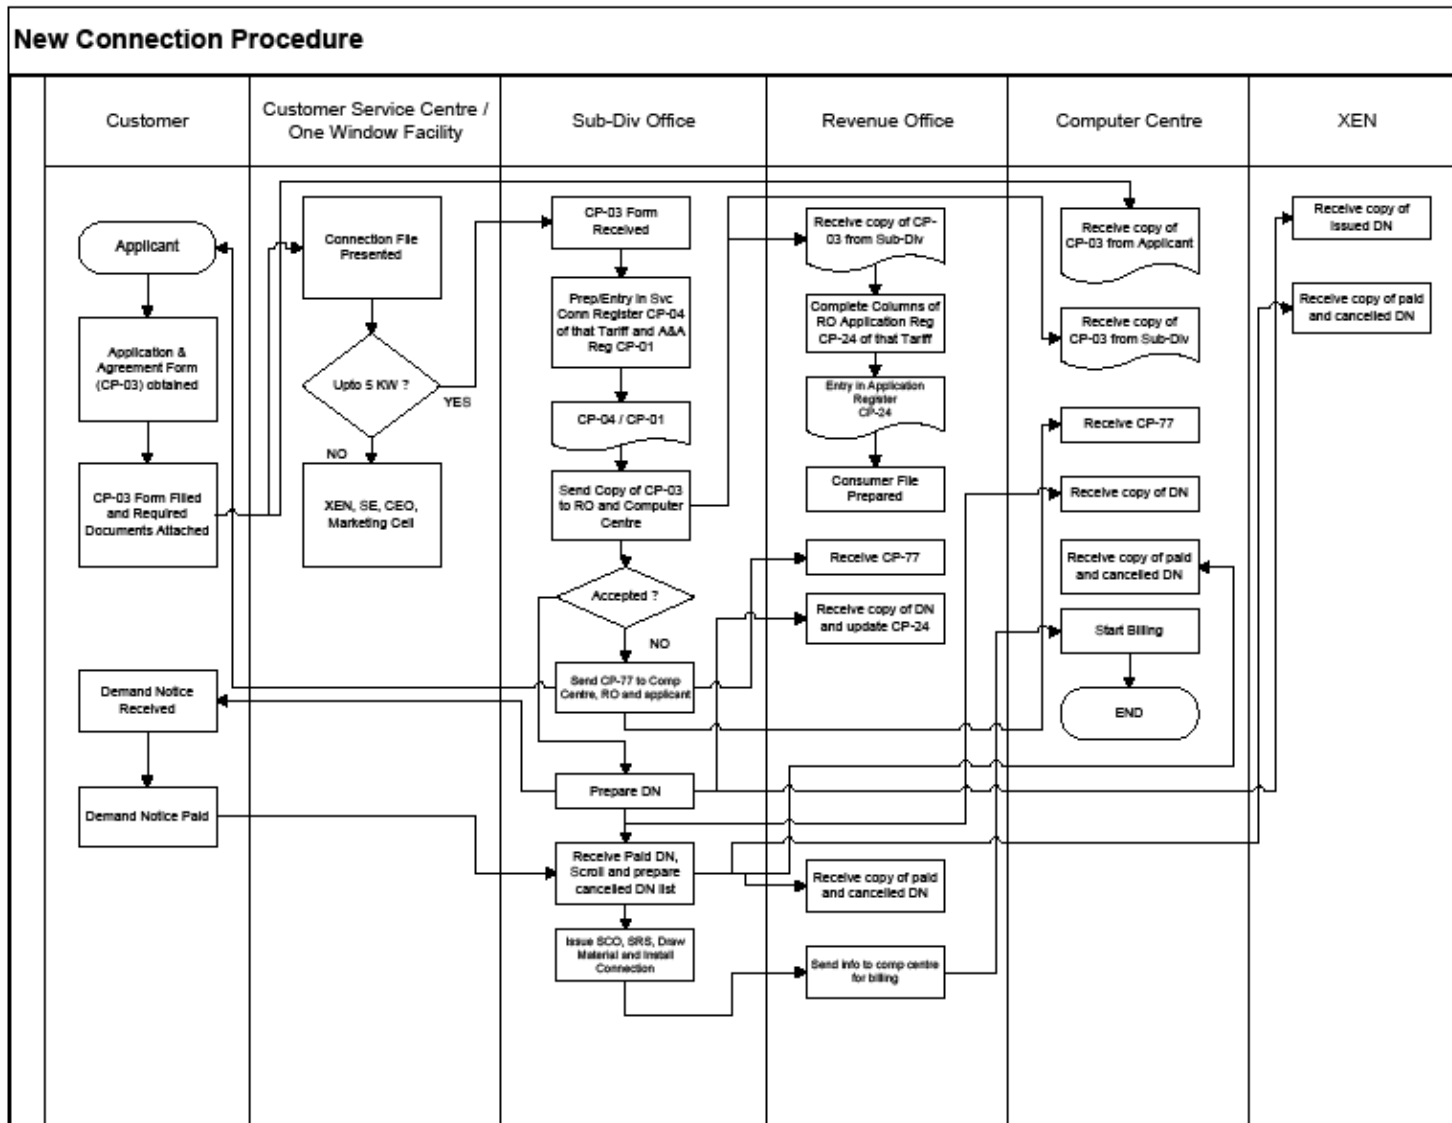 New Connection Procedure
Customer
Customer Service Centre /
One Window Facility
Sub-Div Office
Revenue Office
Computer Centre
XEN
Applicant
Application &
Agreement Form
(CP-03) obtained
CP-03 Form Filled
and Required
Documents Attached
Demand Notice
Received
Demand Notice Paid
Connection File
Presented
Upto 5 KW ?
YES
NO
XEN, SE, CEO,
Marketing Cell
CP-03 Form
Received
Prep/Entry in Svc
Conn Register CP-04
of that Tariff and A&A
Reg CP-01
CP-04 / CP-01
Send Copy of CP-03
to RO and Computer
Centre
Accepted ?
NO
Send CP-77 to Comp
Centre, RO and applicant
Prepare DN
Receive Paid DN,
Scroll and prepare
cancelled DN list
Issue SCO, SRS, Draw
Material and Install
Connection
Receive copy of CP-
03 from Sub-Div
Complete Columns of
RO Application Reg
CP-24 of that Tariff
Entry in Application
Register
CP-24
Consumer File
Prepared
Receive CP-77
Receive copy of DN
and update CP-24
Receive copy of paid
and cancelled DN
Send info to comp centre
for billing
Receive copy of
CP-03 from Applicant
Receive copy of
CP-03 from Sub-Div
Receive CP-77
Receive copy of DN
Receive copy of paid
and cancelled DN
Start Billing
END
Receive copy of
Issued DN
Receive copy of paid
and cancelled DN